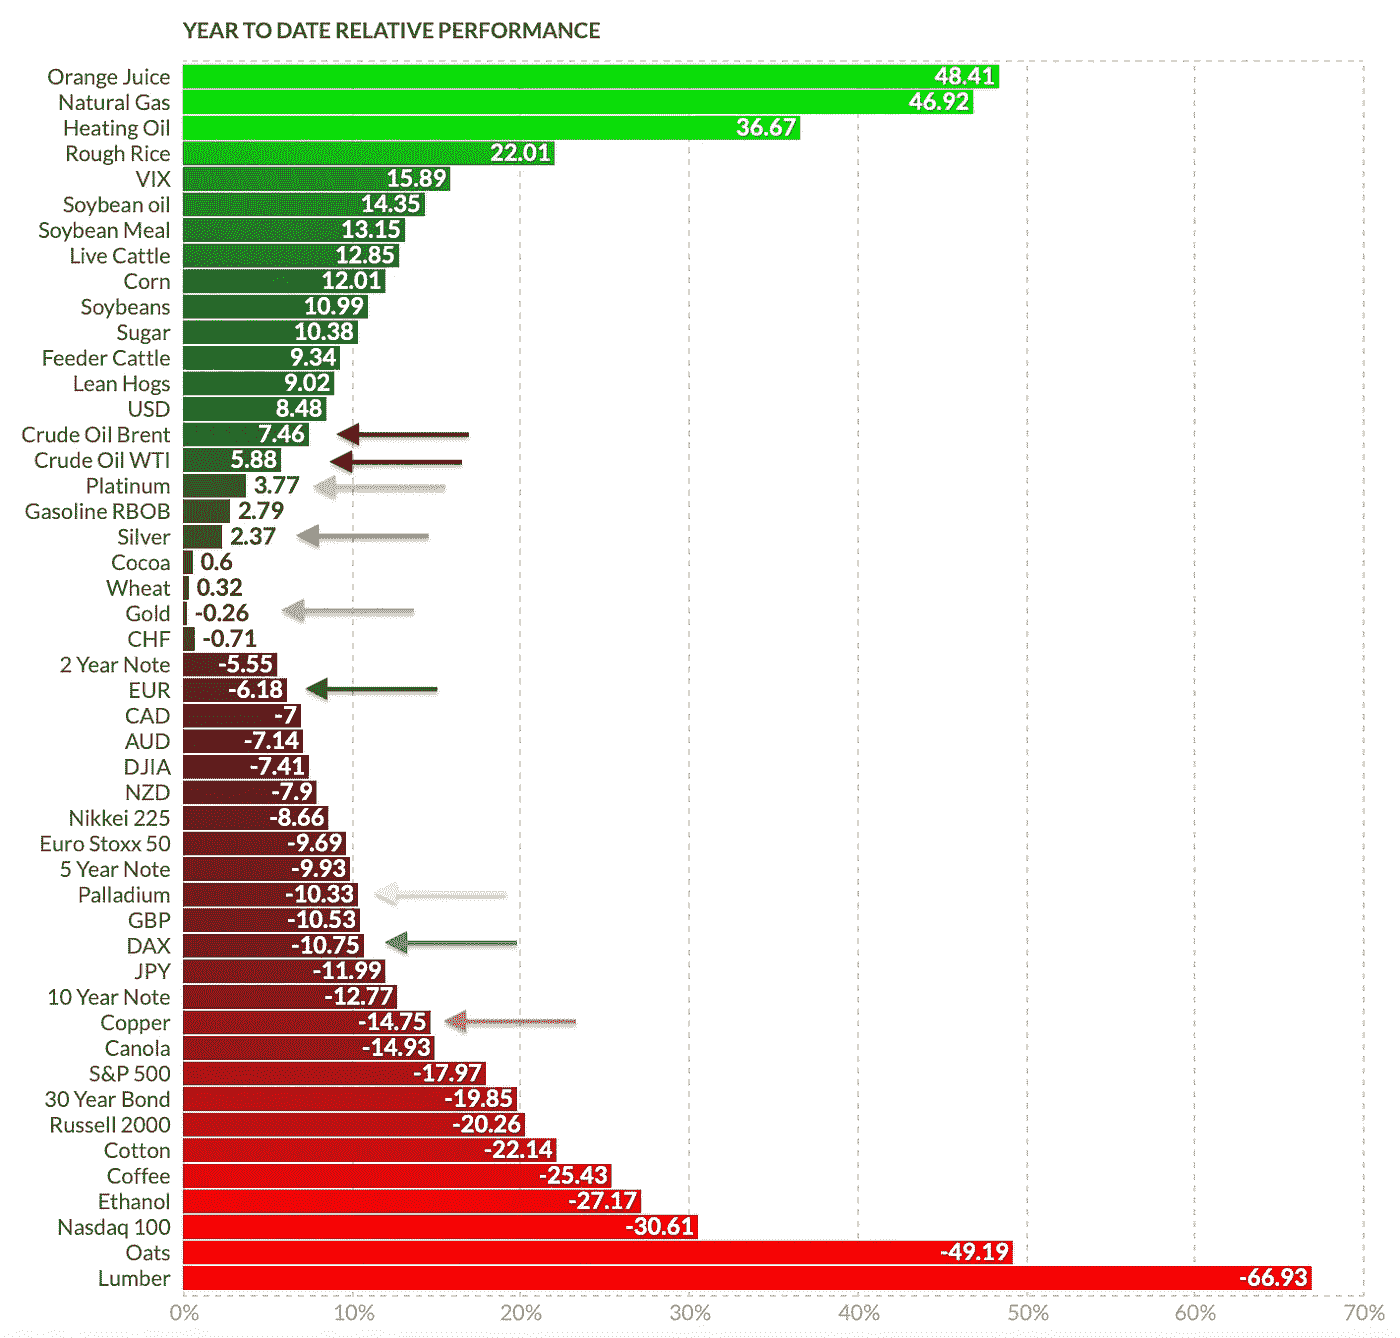 YEAR TO DATE RELATIVE PERFORMANCE
Orange Juice 48.41
Natural Gas 46.92
Heating Oil 36.67
Rough Rice 22.01
VIX 15.89
Soybean oil 14.35
Soybean Meal 13.15
Live Cattle 12.85
Corn 12.01
Soybeans 10.99
Sugar 10.38
Feeder Cattle 9.34
Lean Hogs 9.02
USD 8.48
Crude Oil Brent 7.46
Crude Oil WTI 5.88
Platinum 3.77
Gasoline RBOB 2.79
Silver 2.37
Cocoa 0.6
Wheat 0.32
Gold -0.26
CHF -0.71
2 Year Note -5.55
EUR -6.18
CAD -7
AUD -7.14
DJIA -7.41
NZD -7.9
Nikkei 225 -8.66
Euro Stoxx 50 -9.69
5 Year Note -9.93
Palladium -10.33
GBP -10.53
DAX -10.75
JPY -11.99
10 Year Note -12.77
Copper -14.75
Canola -14.93
S&P 500 -17.97
30 Year Bond -19.85
Russell 2000 -20.26
Cotton -22.14
Coffee -25.43
Ethanol -27.17
Nasdaq 100 -30.61
Oats -49.19
Lumber -66.93
0% 10% 20% 30% 40% 50% 60% 70%